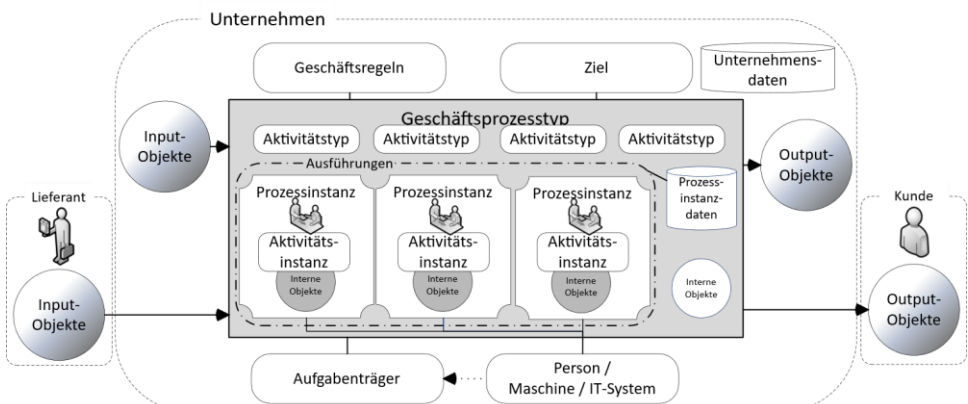 Unternehmen
Geschäftsregeln
Ziel
Unternehmens-
daten
Input-
Objekte
Geschäftsprozesstyp
Aktivitätstyp
Aktivitätstyp
Aktivitätstyp
Aktivitätstyp
Output-
Objekte
Ausführungen
Lieferant
Prozessinstanz
Prozessinstanz
Prozessinstanz
Prozess-
instanz-
daten
Kunde
Aktivitäts-
instanz
Aktivitäts-
instanz
Aktivitäts-
instanz
Interne
Objekte
Interne
Objekte
Interne
Objekte
Interne
Objekte
Input-
Objekte
Output-
Objekte
Aufgabenträger
Person /
Maschine / IT-System